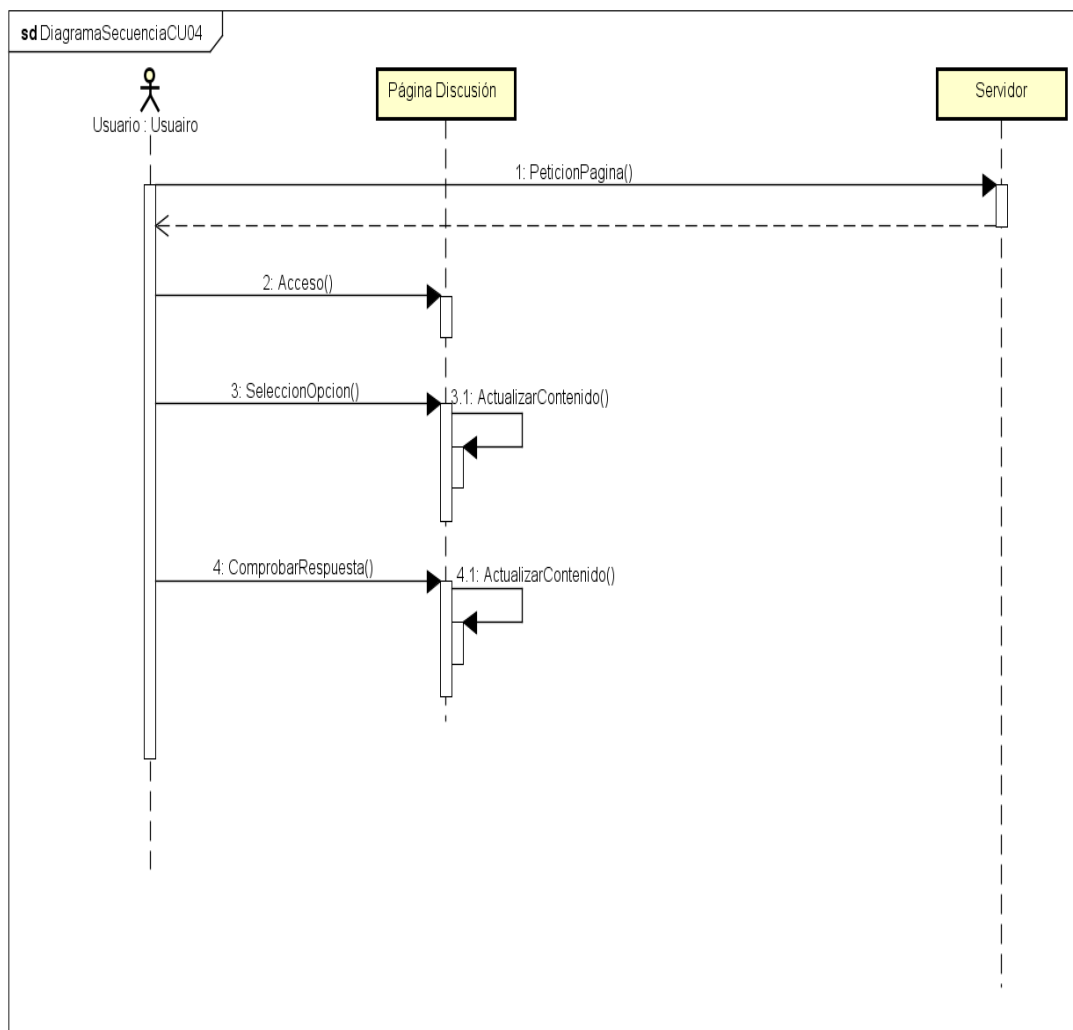 sd DiagramaSecuenciaCU04
Usuario : Usuairo
Página Discusión
Servidor
1: PeticionPagina()
2: Acceso()
3: SeleccionOpcion()
3.1: ActualizarContenido()
4: ComprobarRespuesta()
4.1: ActualizarContenido()